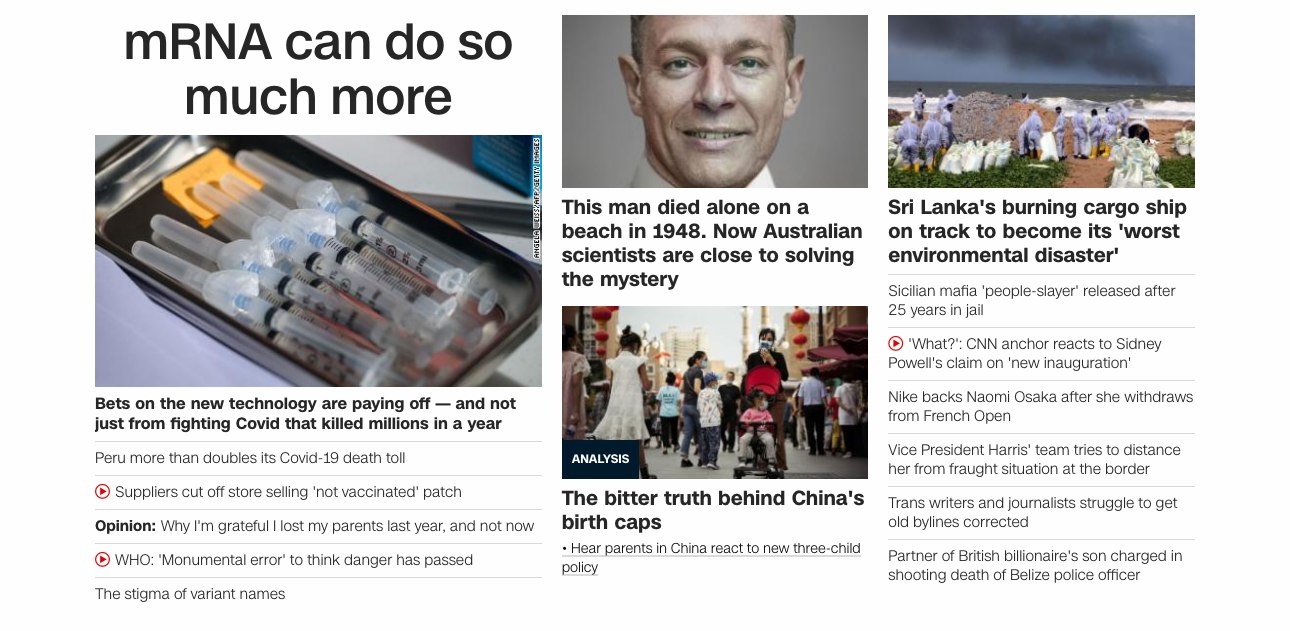 mRNA can do so
much more
ANGELA WEISS/AFP/GETTY IMAGES
Bets on the new technology are paying off — and not
just from fighting Covid that killed millions in a year
Peru more than doubles its Covid-19 death toll
Suppliers cut off store selling 'not vaccinated' patch
Opinion: Why I'm grateful I lost my parents last year, and not now
WHO: 'Monumental error' to think danger has passed
The stigma of variant names
This man died alone on a
beach in 1948. Now Australian
scientists are close to solving
the mystery
ANALYSIS
The bitter truth behind China's
birth caps
• Hear parents in China react to new three-child
policy
Sri Lanka's burning cargo ship
on track to become its 'worst
environmental disaster'
Sicilian mafia 'people-slayer' released after
25 years in jail
'What?': CNN anchor reacts to Sidney
Powell's claim on 'new inauguration'
Nike backs Naomi Osaka after she withdraws
from French Open
Vice President Harris' team tries to distance
her from fraught situation at the border
Trans writers and journalists struggle to get
old bylines corrected
Partner of British billionaire's son charged in
shooting death of Belize police officer